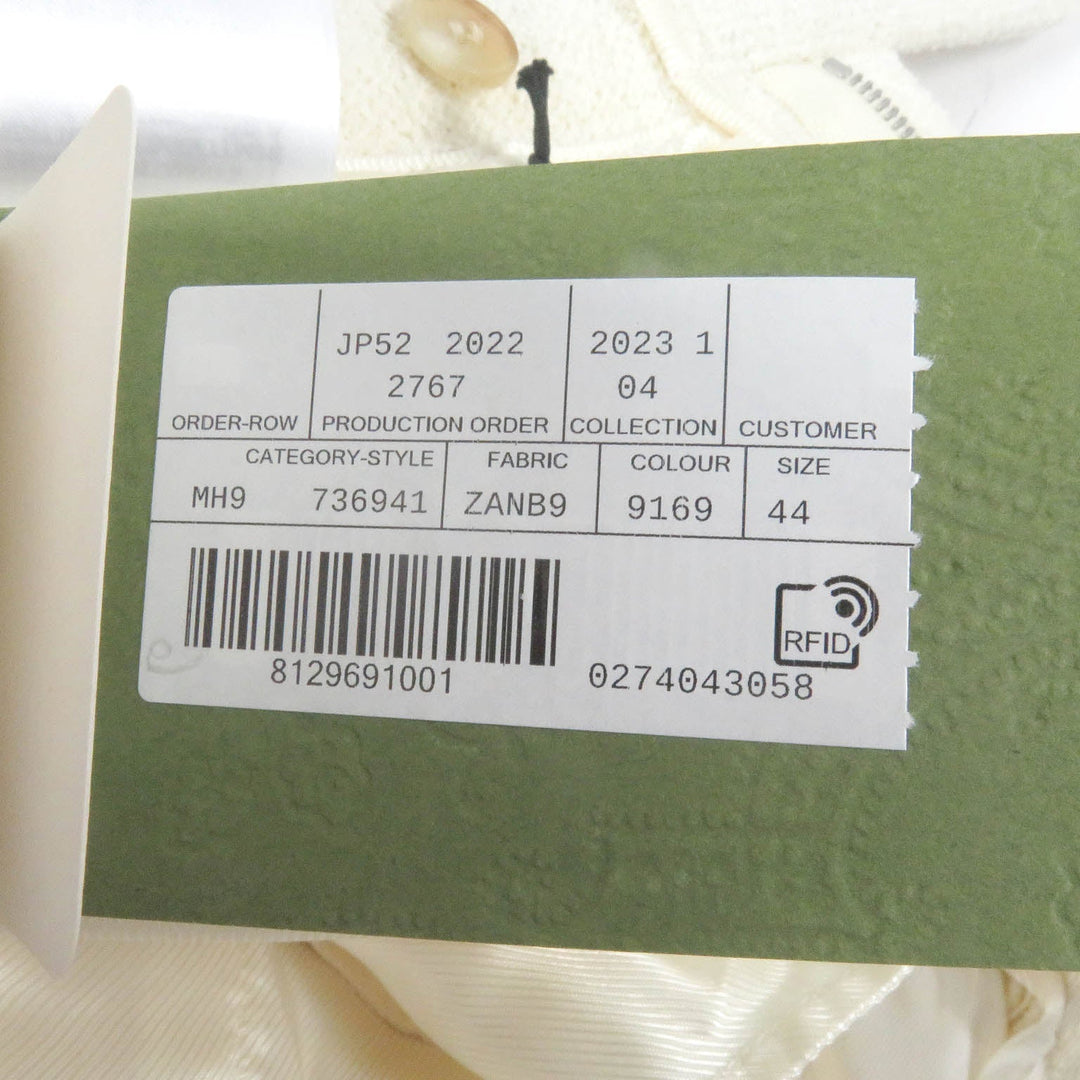 JP52 2022 2023 1
2767 04
ORDER-ROW PRODUCTION ORDER COLLECTION CUSTOMER
CATEGORY-STYLE FABRIC COLOUR SIZE
MH9 736941 ZANB9 9169 44
RFID
8129691001 0274043058